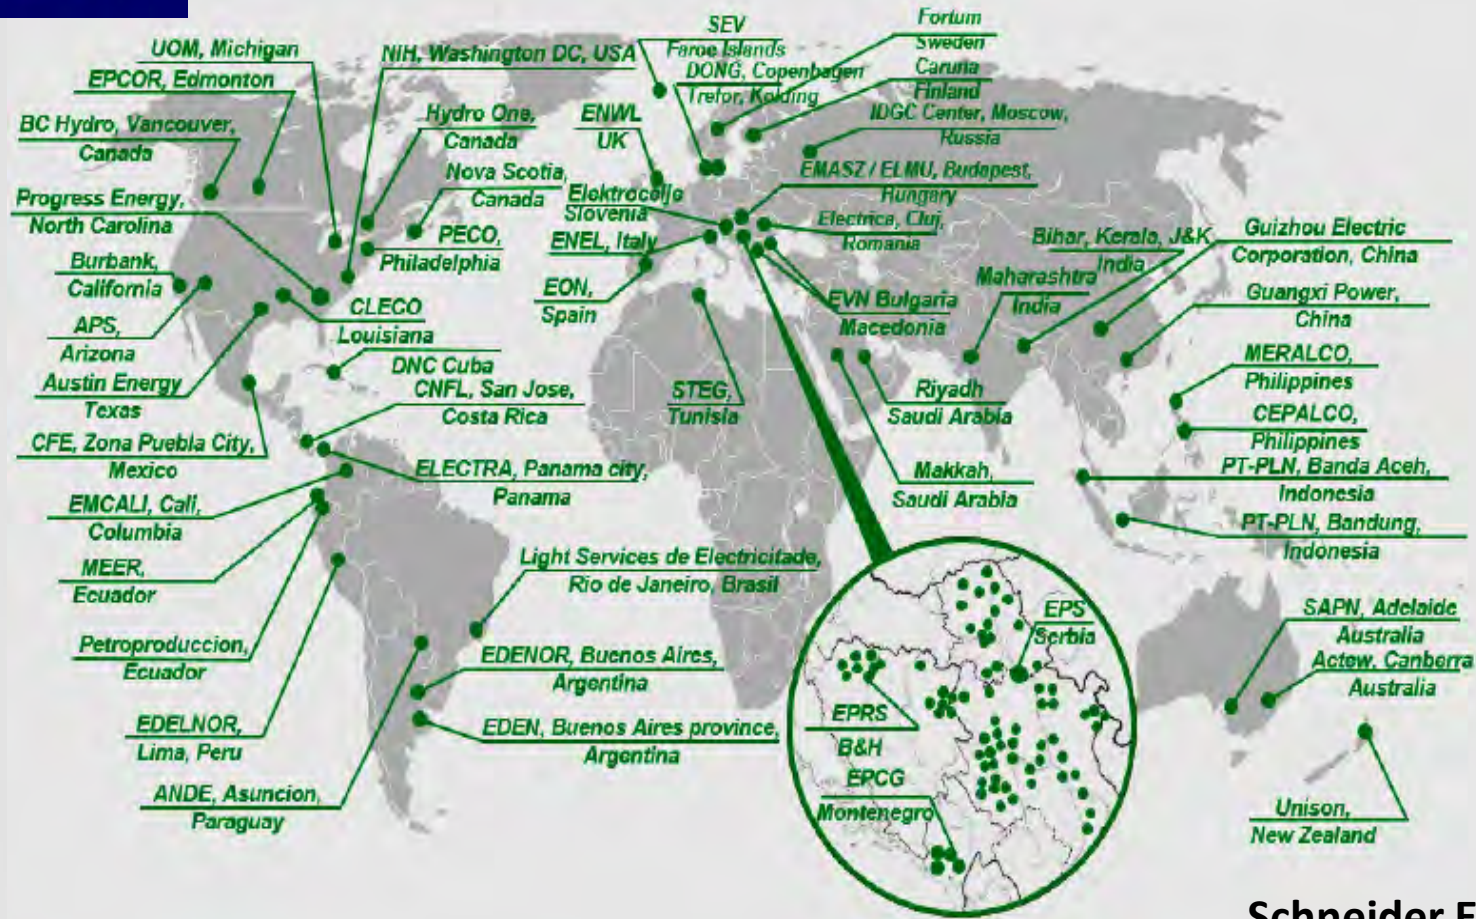 SEV
Faroe Islands
Fortum
Sweden
UOM, Michigan
NIH, Washington DC, USA
DONG, Copenhagen
Trefor, Kolding
Caruna
Finland
EPCOR, Edmonton
BC Hydro, Vancouver,
Canada
Hydro One,
Canada
ENWL
UK
IDGC Center, Moscow,
Russia
Nova Scotia,
Canada
EMASZ / ELMU, Budapest,
Hungary
Progress Energy,
North Carolina
Elektrocelje
Slovenia
Electrica, Cluj,
Romania
PECO,
Philadelphia
ENEL, Italy
Bihar, Kerala, J&K
India
Guizhou Electric
Corporation, China
Burbank,
California
EON,
Spain
EVN Bulgaria
Macedonia
Maharashtra
India
Guangxi Power,
China
APS,
Arizona
CLECO
Louisiana
DNC Cuba
MERALCO,
Philippines
Austin Energy
Texas
CNFL, San Jose,
Costa Rica
STEG,
Tunisia
Riyadh
Saudi Arabia
CEPALCO,
Philippines
CFE, Zona Puebla City,
Mexico
ELECTRA, Panama city,
Panama
Makkah,
Saudi Arabia
PT-PLN, Banda Aceh,
Indonesia
EMCALI, Cali,
Columbia
PT-PLN, Bandung,
Indonesia
MEER,
Ecuador
Light Services de Electricitade,
Rio de Janeiro, Brasil
EPS
Serbia
SAPN, Adelaide
Australia
Petroproduccion,
Ecuador
EDENOR, Buenos Aires,
Argentina
Actew, Canberra
Australia
EDELNOR,
Lima, Peru
EDEN, Buenos Aires province,
Argentina
EPRS
B&H
EPCG
Montenegro
ANDE, Asuncion,
Paraguay
Unison,
New Zealand
Schneider E